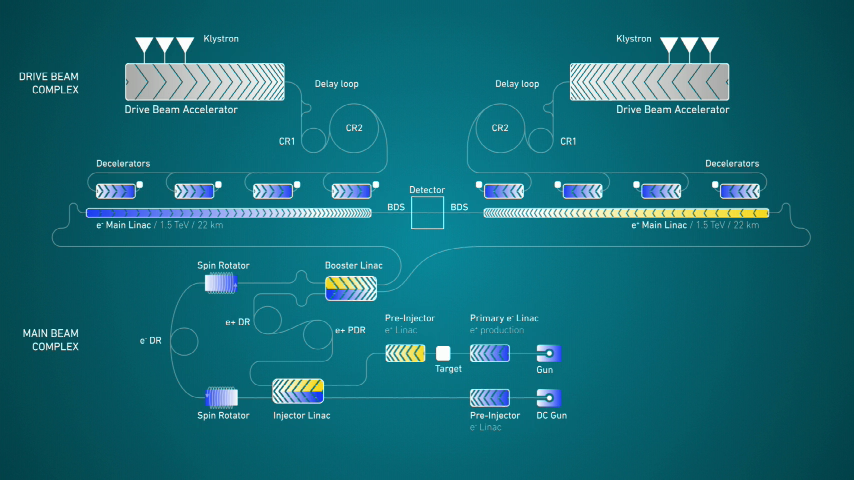 Klystron
Klystron
DRIVE BEAM
COMPLEX
Delay loop
Delay loop
Drive Beam Accelerator
Drive Beam Accelerator
CR2
CR2
CR1
CR1
Decelerators
Decelerators
Detector
BDS
BDS
e⁻ Main Linac / 1.5 TeV / 22 km
e⁺ Main Linac / 1.5 TeV / 22 km
Spin Rotator
Booster Linac
Pre-Injector
e⁺ Linac
Primary e⁻ Linac
e⁺ production
e+ DR
e+ PDR
MAIN BEAM
COMPLEX
e⁻ DR
Target
Gun
Spin Rotator
Injector Linac
Pre-Injector
e⁻ Linac
DC Gun